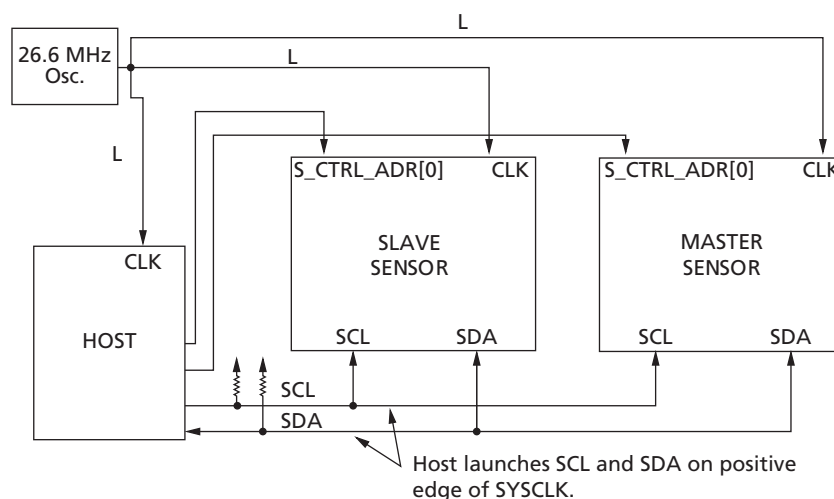 26.6 MHz
Osc.
L
L
L
S_CTRL_ADR[0]
CLK
S_CTRL_ADR[0]
CLK
SLAVE
SENSOR
MASTER
SENSOR
CLK
HOST
SCL
SDA
SCL
SDA
SCL
SDA
Host launches SCL and SDA on positive
edge of SYSCLK.